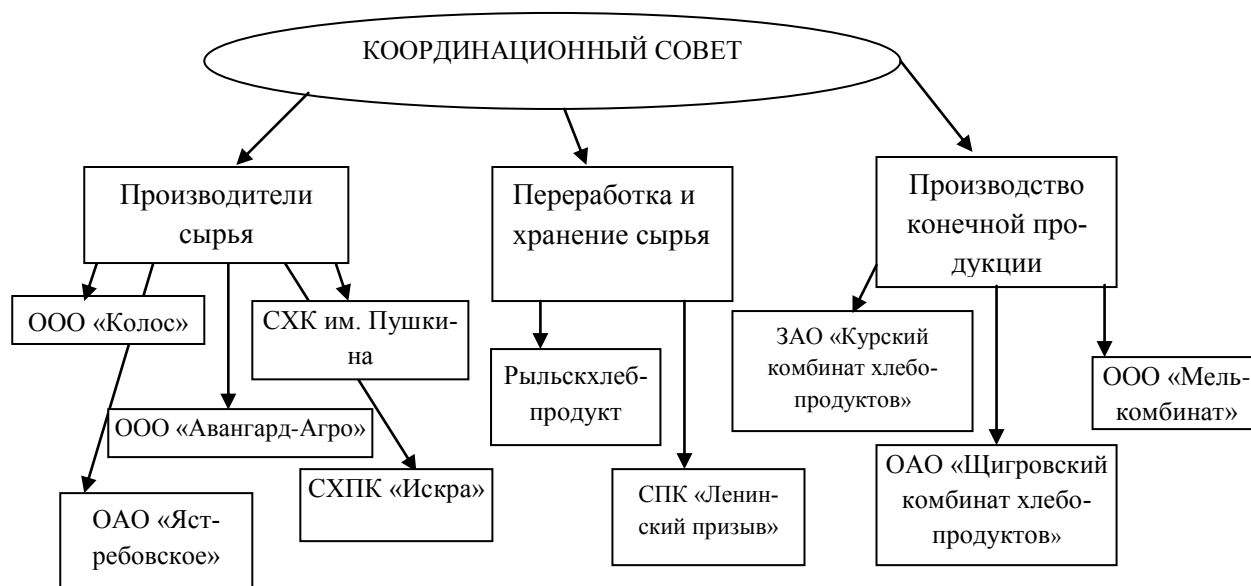 КООРДИНАЦИОННЫЙ СОВЕТ
Производители
сырья
Переработка и
хранение сырья
Производство
конечной про-
дукции
ООО «Колос»
СХК им. Пушки-
на
ООО «Авангард-Агро»
СХПК «Искра»
ОАО «Яст-
ребовское»
Рыльскхлеб-
продукт
СПК «Ленин-
ский призыв»
ЗАО «Курский
комбинат хлебо-
продуктов»
ООО «Мель-
комбинат»
ОАО «Щигровский
комбинат хлебо-
продуктов»